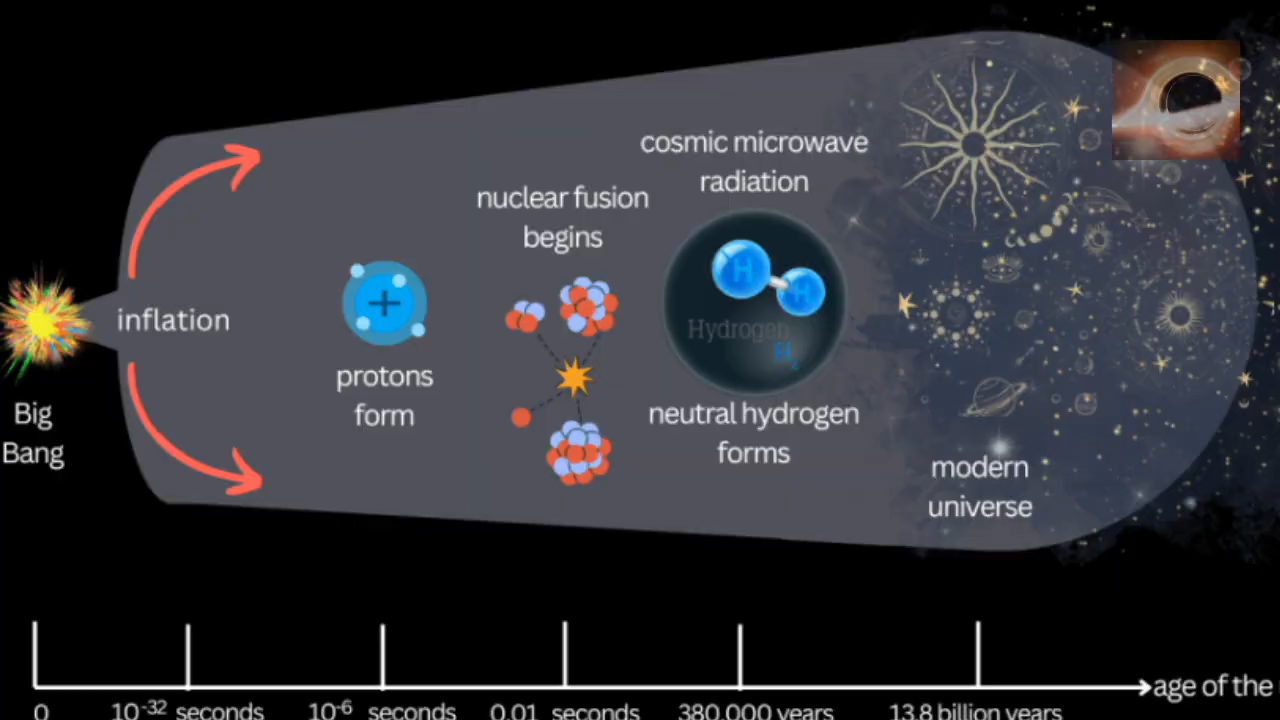 cosmic microwave
radiation
nuclear fusion
begins
H
H
Hydrogen
H₂
inflation
+
protons
form
Big
Bang
neutral hydrogen
forms
modern
universe
age of the
0
10⁻³² seconds
10⁻⁶ seconds
0.01 seconds
380,000 years
13.8 billion years